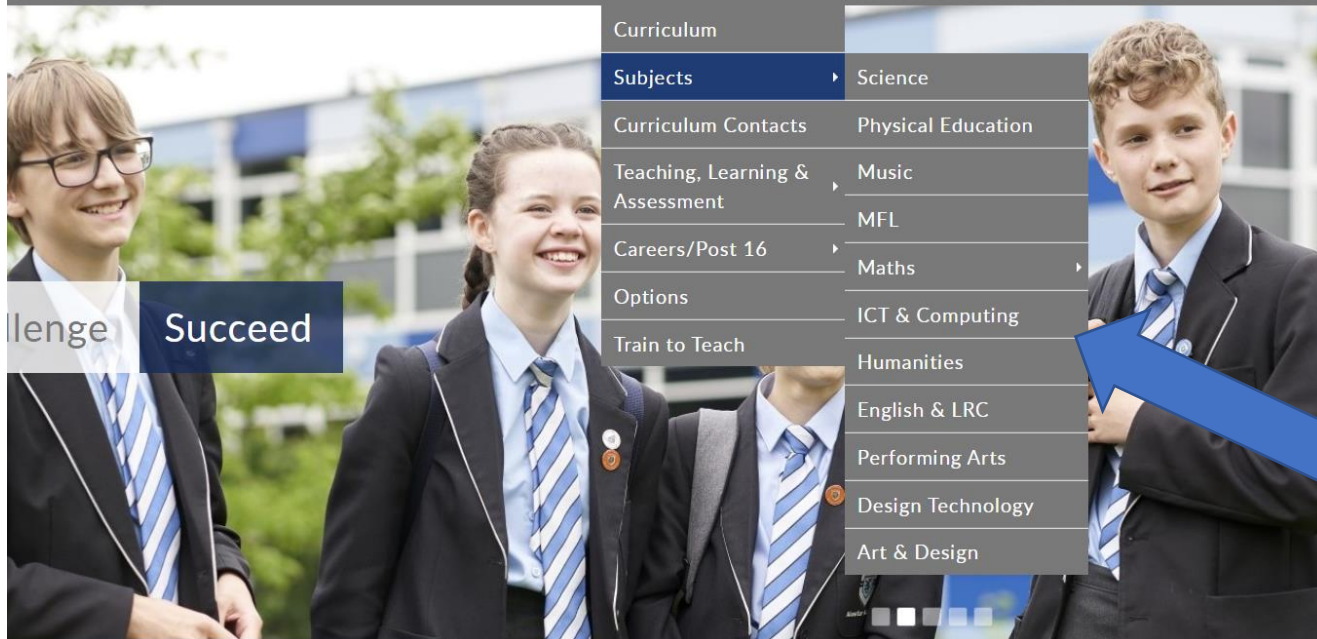 Curriculum
Subjects
Curriculum Contacts
Teaching, Learning &
Assessment
Careers/Post 16
Options
Train to Teach
Science
Physical Education
Music
MFL
Maths
ICT & Computing
Humanities
English & LRC
Performing Arts
Design Technology
Art & Design
llenge
Succeed